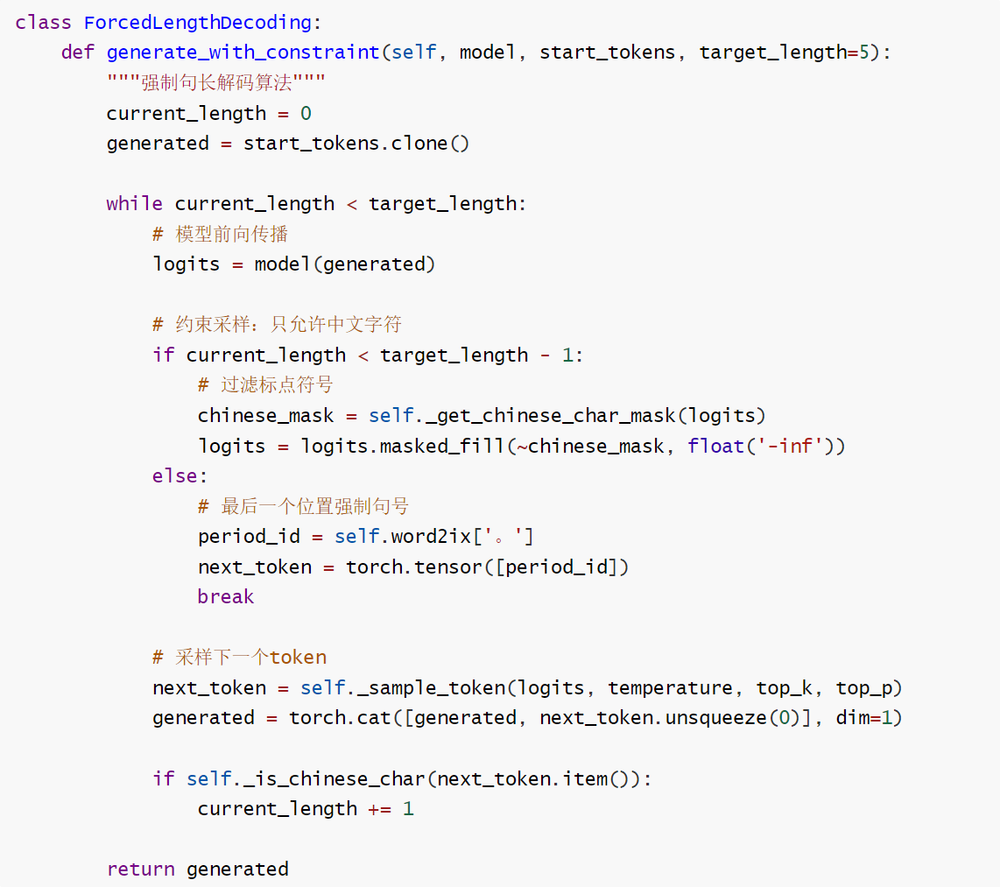 class ForcedLengthDecoding:
    def generate_with_constraint(self, model, start_tokens, target_length=5):
        """强制句长解码算法"""
        current_length = 0
        generated = start_tokens.clone()

        while current_length < target_length:
            # 模型前向传播
            logits = model(generated)

            # 约束采样：只允许中文字符
            if current_length < target_length - 1:
                # 过滤标点符号
                chinese_mask = self._get_chinese_char_mask(logits)
                logits = logits.masked_fill(~chinese_mask, float('-inf'))
            else:
                # 最后一个位置强制句号
                period_id = self.word2ix['。']
                next_token = torch.tensor([period_id])
                break

            # 采样下一个token
            next_token = self._sample_token(logits, temperature, top_k, top_p)
            generated = torch.cat([generated, next_token.unsqueeze(0)], dim=1)

            if self._is_chinese_char(next_token.item()):
                current_length += 1

        return generated